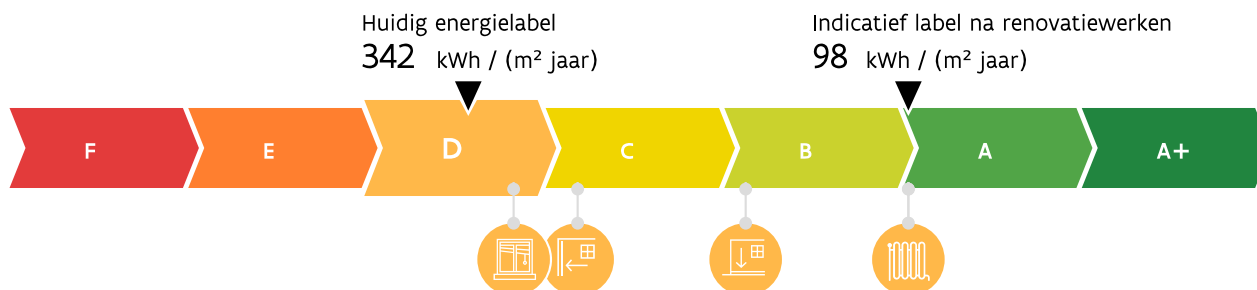 Huidig energielabel
342 kWh / (m² jaar)
Indicatief label na renovatiewerken
98 kWh / (m² jaar)
F E D C B A A+